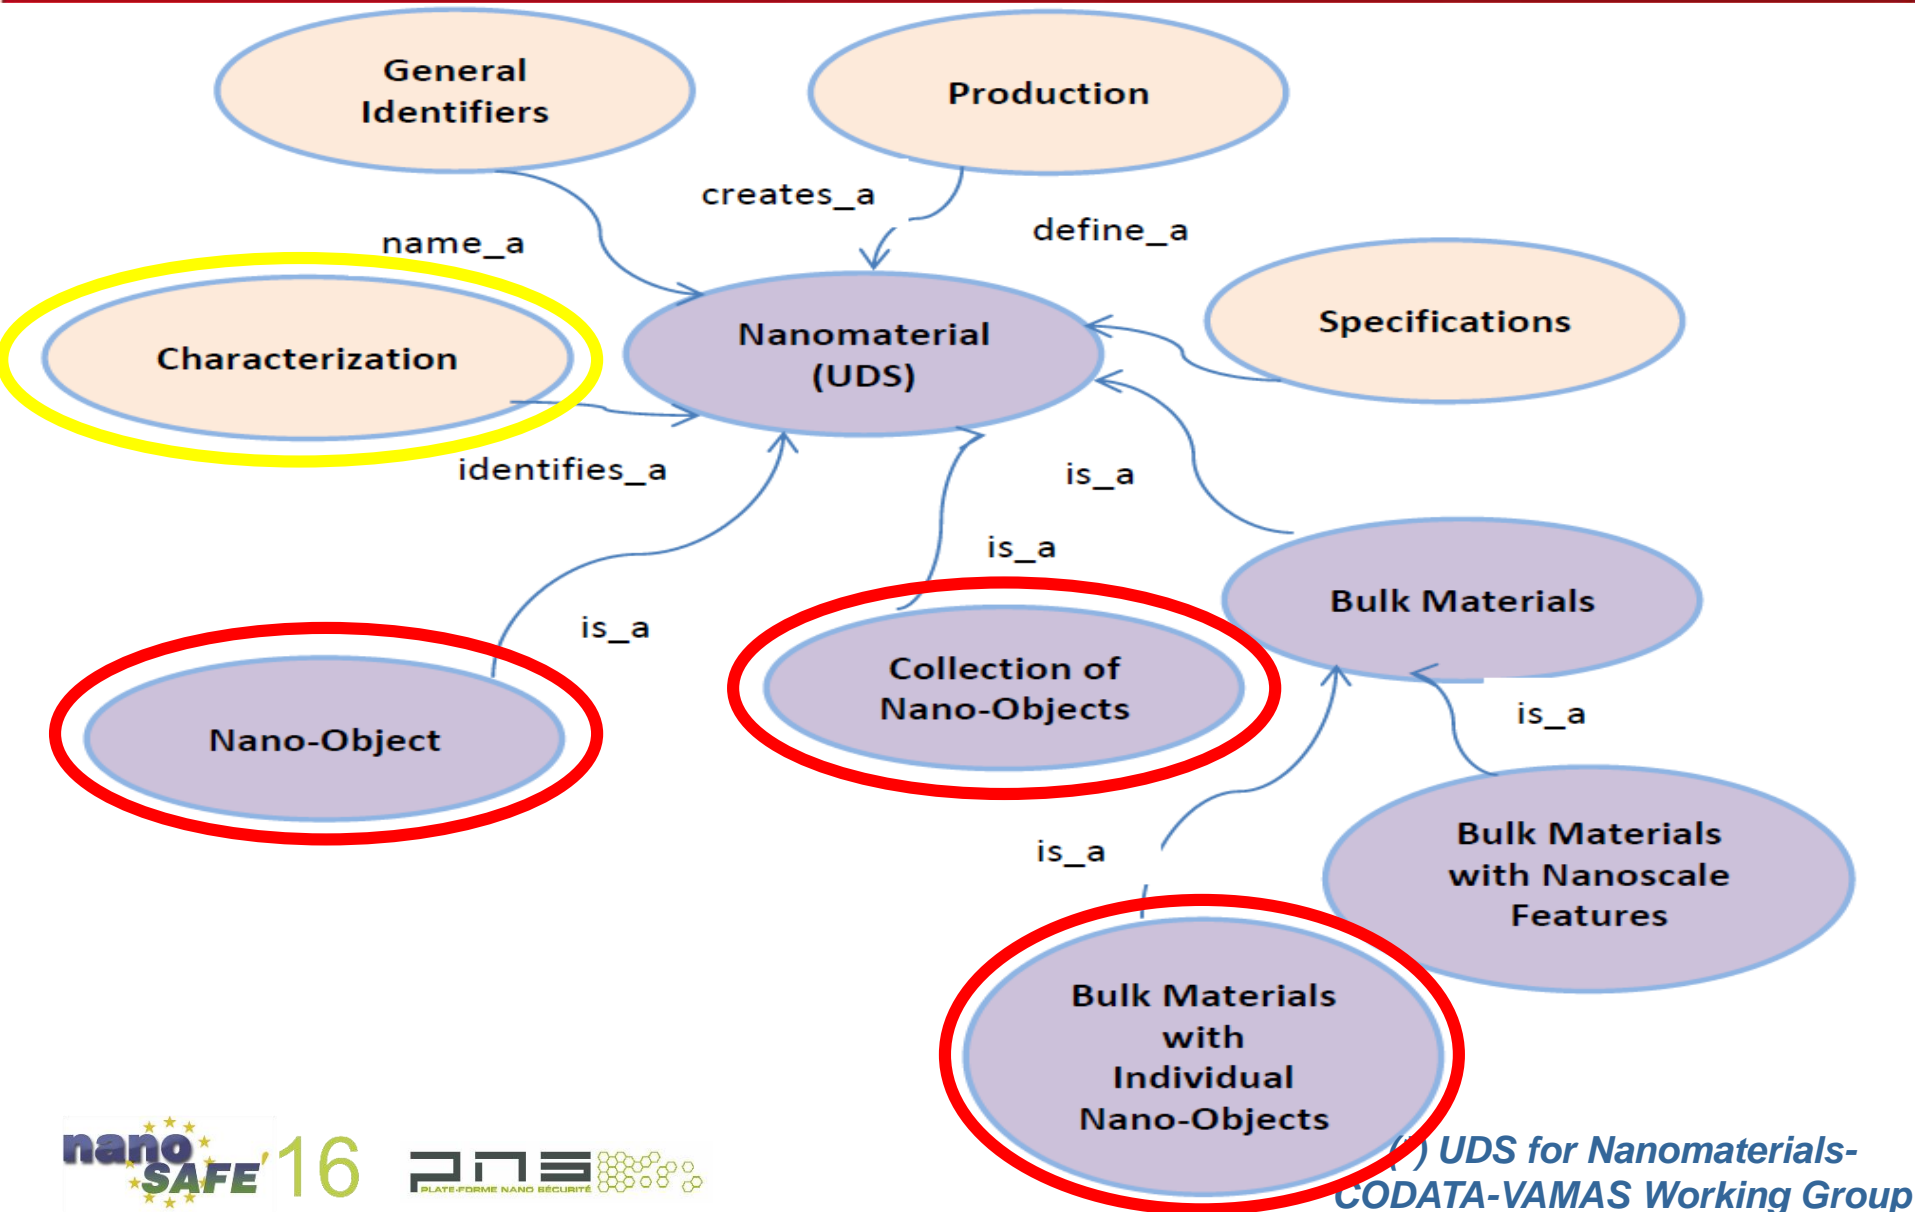 General
Identifiers
Production
creates_a
define_a
name_a
Characterization
Nanomaterial
(UDS)
Specifications
identifies_a
is_a
is_a
is_a
Bulk Materials
Collection of
Nano-Objects
Nano-Object
is_a
is_a
Bulk Materials
with Nanoscale
Features
Bulk Materials
with
Individual
Nano-Objects
nano
SAFE'16
pns
PLATE-FORME NANO SÉCURITÉ
(*) UDS for Nanomaterials-
CODATA-VAMAS Working Group